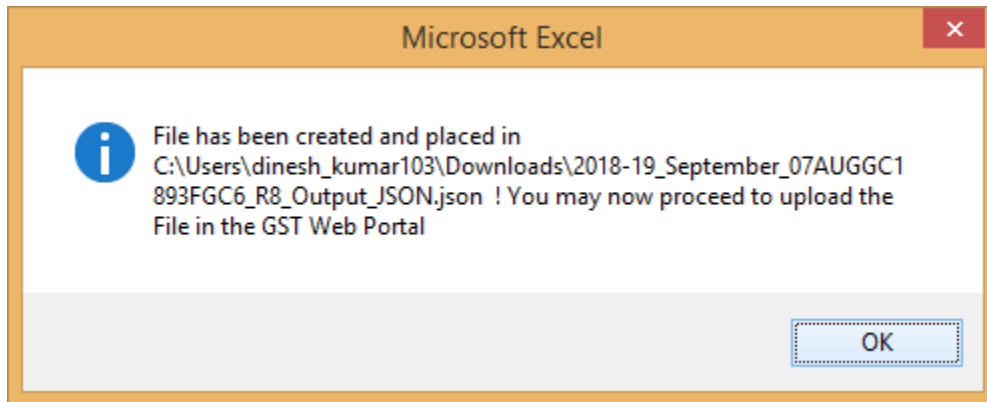 Microsoft Excel
File has been created and placed in
C:\Users\dinesh_kumar103\Downloads\2018-19_September_07AUGGC1
893FGC6_R8_Output_JSON.json  ! You may now proceed to upload the
File in the GST Web Portal
OK